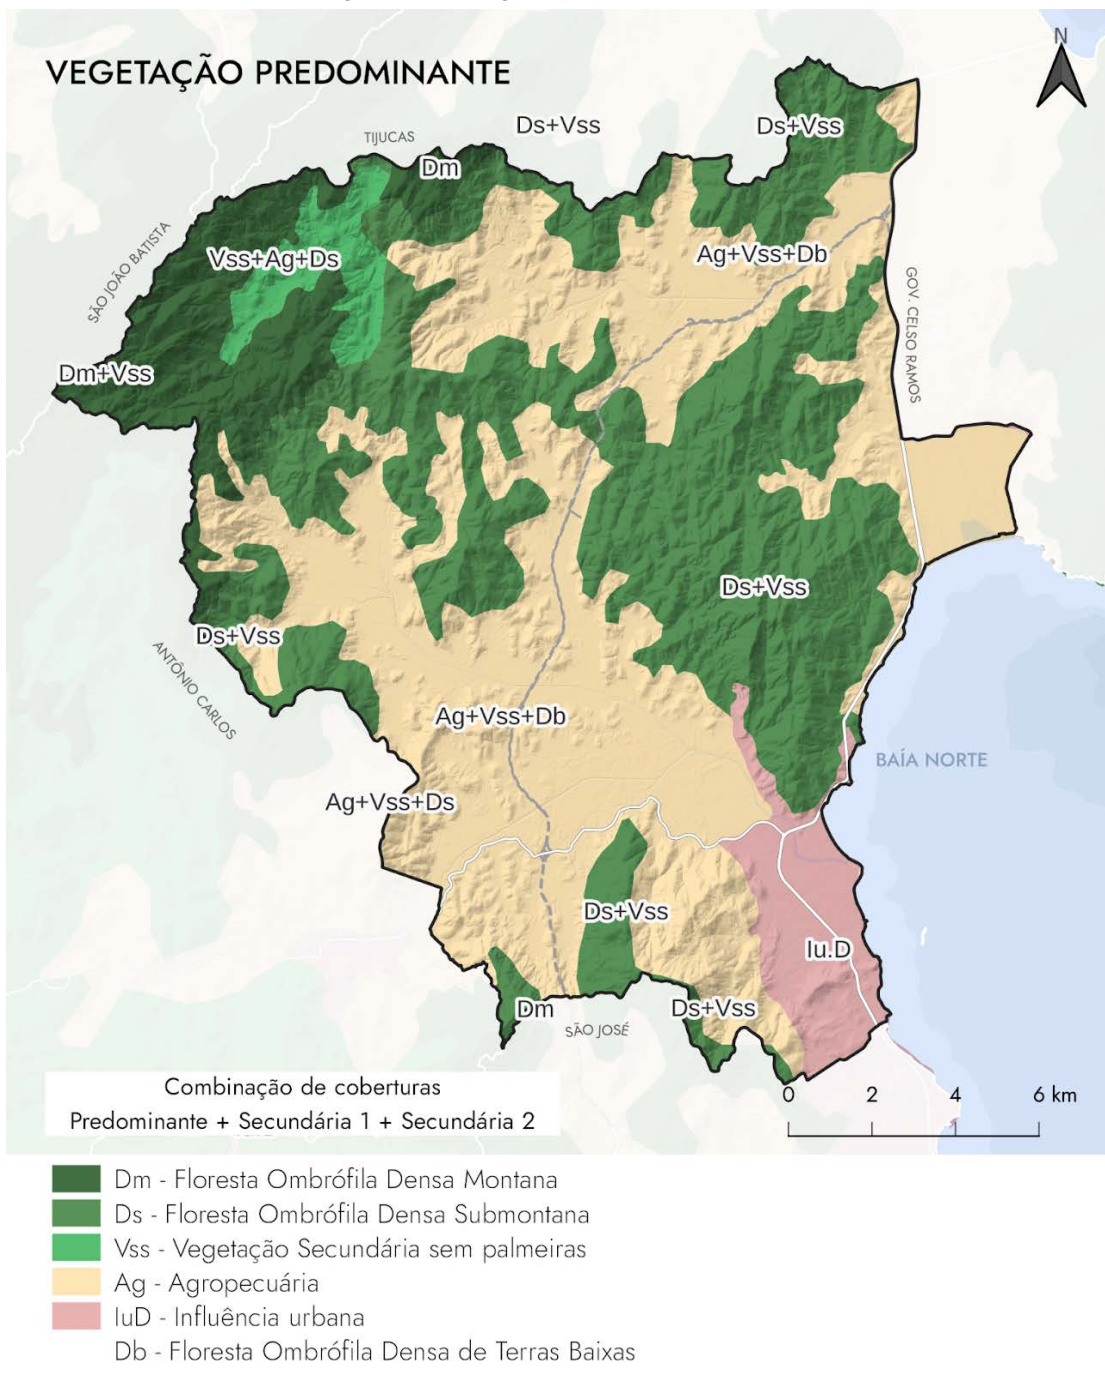 N
VEGETAÇÃO PREDOMINANTE
Ds+Vss
Ds+Vss
TIJUCAS
Dm
SÃO JOÃO BATISTA
Vss+Ag+Ds
Ag+Vss+Db
GOV. CELSO RAMOS
Dm+Vss
Ds+Vss
Ds+Vss
ANTÔNIO CARLOS
Ag+Vss+Db
BAÍA NORTE
Ag+Vss+Ds
Ds+Vss
Iu.D
Dm
Ds+Vss
SÃO JOSÉ
Combinação de coberturas
Predominante + Secundária 1 + Secundária 2
0 2 4 6 km
Dm - Floresta Ombrófila Densa Montana
Ds - Floresta Ombrófila Densa Submontana
Vss - Vegetação Secundária sem palmeiras
Ag - Agropecuária
IuD - Influência urbana
Db - Floresta Ombrófila Densa de Terras Baixas